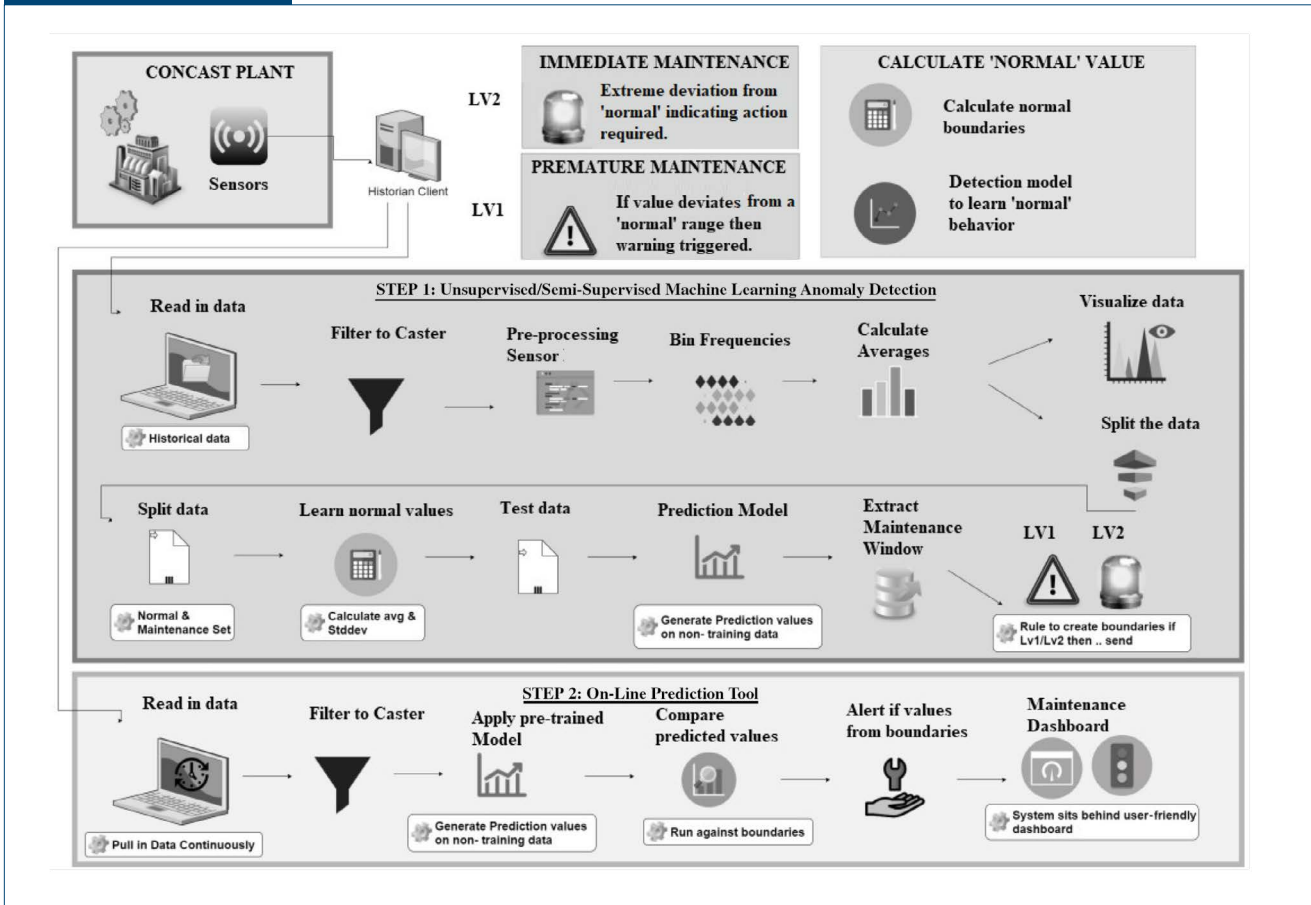 CONCAST PLANT
Sensors
Historian Client
LV2
IMMEDIATE MAINTENANCE
Extreme deviation from
'normal' indicating action
required.
LV1
PREMATURE MAINTENANCE
If value deviates from a
'normal' range then
warning triggered.
CALCULATE 'NORMAL' VALUE
Calculate normal
boundaries
Detection model
to learn 'normal'
behavior
STEP 1: Unsupervised/Semi-Supervised Machine Learning Anomaly Detection
Read in data
Historical data
Filter to Caster
Pre-processing
Sensor
Bin Frequencies
Calculate
Averages
Visualize data
Split the data
Split data
Normal &
Maintenance Set
Learn normal values
Calculate avg &
Stddev
Test data
Prediction Model
Generate Prediction values
on non- training data
Extract
Maintenance
Window
LV1
LV2
Rule to create boundaries if
Lv1/Lv2 then .. send
STEP 2: On-Line Prediction Tool
Read in data
Pull in Data Continuously
Filter to Caster
Apply pre-trained
Model
Generate Prediction values
on non- training data
Compare
predicted values
Run against boundaries
Alert if values
from boundaries
Maintenance
Dashboard
System sits behind user-friendly
dashboard